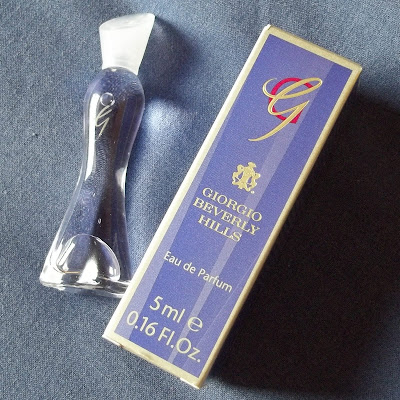 G
G
GIORGIO
BEVERLY
HILLS
Eau de Parfum
5 ml e
0.16 Fl.Oz.